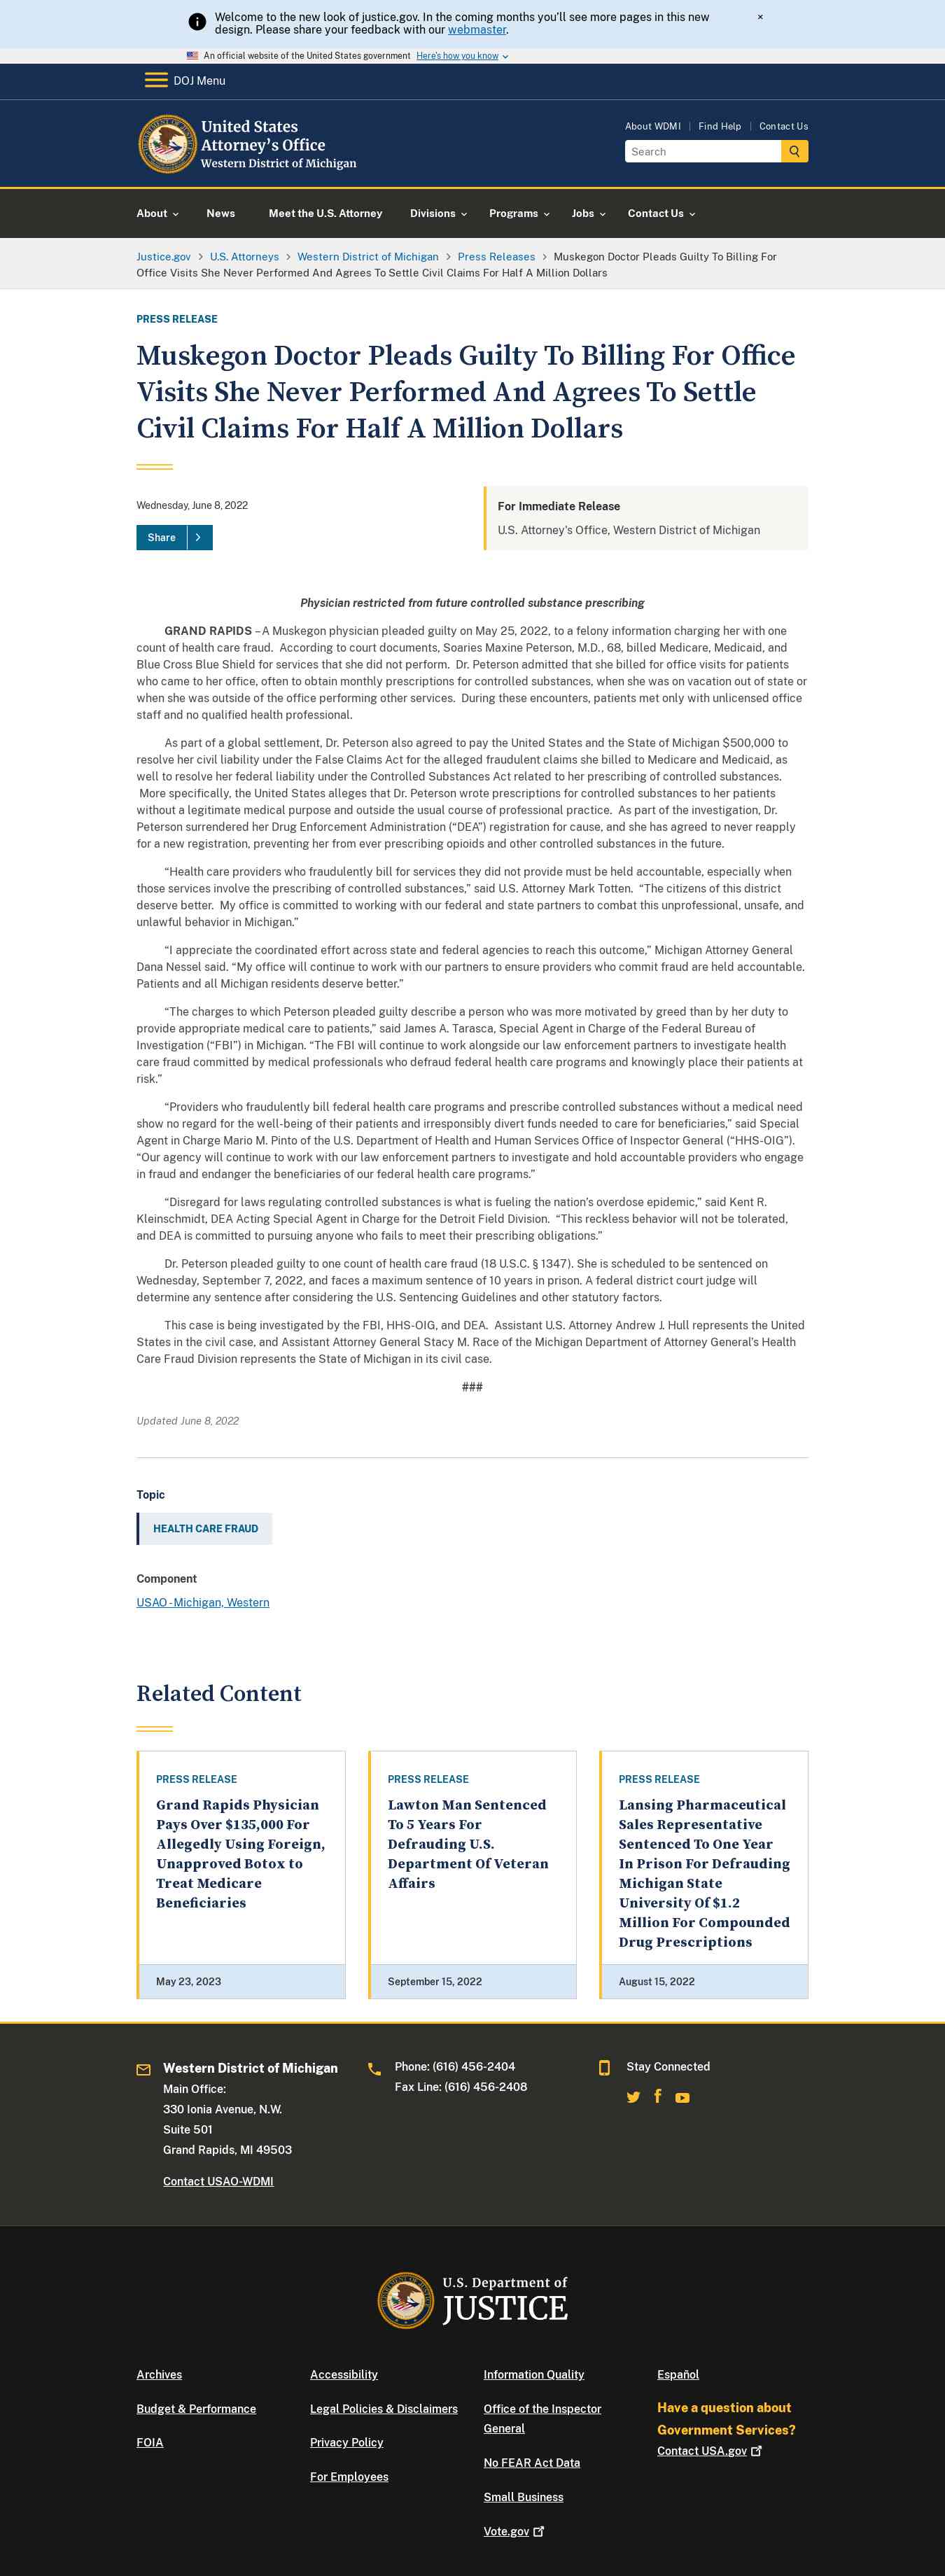 Welcome to the new look of justice.gov. In the coming months you'll see more pages in this new
design. Please share your feedback with our webmaster.
×
An official website of the United States government Here's how you know
DOJ Menu
United States
Attorney's Office
Western District of Michigan
About WDMI | Find Help | Contact Us
Search
About News Meet the U.S. Attorney Divisions Programs Jobs Contact Us
Justice.gov > U.S. Attorneys > Western District of Michigan > Press Releases > Muskegon Doctor Pleads Guilty To Billing For
Office Visits She Never Performed And Agrees To Settle Civil Claims For Half A Million Dollars
PRESS RELEASE
Muskegon Doctor Pleads Guilty To Billing For Office
Visits She Never Performed And Agrees To Settle
Civil Claims For Half A Million Dollars
Wednesday, June 8, 2022
Share >
For Immediate Release
U.S. Attorney's Office, Western District of Michigan
Physician restricted from future controlled substance prescribing
GRAND RAPIDS – A Muskegon physician pleaded guilty on May 25, 2022, to a felony information charging her with one
count of health care fraud.  According to court documents, Soaries Maxine Peterson, M.D., 68, billed Medicare, Medicaid, and
Blue Cross Blue Shield for services that she did not perform.  Dr. Peterson admitted that she billed for office visits for patients
who came to her office, often to obtain monthly prescriptions for controlled substances, when she was on vacation out of state or
when she was outside of the office performing other services.  During these encounters, patients met only with unlicensed office
staff and no qualified health professional.
As part of a global settlement, Dr. Peterson also agreed to pay the United States and the State of Michigan $500,000 to
resolve her civil liability under the False Claims Act for the alleged fraudulent claims she billed to Medicare and Medicaid, as
well to resolve her federal liability under the Controlled Substances Act related to her prescribing of controlled substances.
More specifically, the United States alleges that Dr. Peterson wrote prescriptions for controlled substances to her patients
without a legitimate medical purpose and outside the usual course of professional practice.  As part of the investigation, Dr.
Peterson surrendered her Drug Enforcement Administration (“DEA”) registration for cause, and she has agreed to never reapply
for a new registration, preventing her from ever prescribing opioids and other controlled substances in the future.
“Health care providers who fraudulently bill for services they did not provide must be held accountable, especially when
those services involve the prescribing of controlled substances,” said U.S. Attorney Mark Totten.  “The citizens of this district
deserve better.  My office is committed to working with our federal and state partners to combat this unprofessional, unsafe, and
unlawful behavior in Michigan.”
“I appreciate the coordinated effort across state and federal agencies to reach this outcome,” Michigan Attorney General
Dana Nessel said. “My office will continue to work with our partners to ensure providers who commit fraud are held accountable.
Patients and all Michigan residents deserve better.”
“The charges to which Peterson pleaded guilty describe a person who was more motivated by greed than by her duty to
provide appropriate medical care to patients,” said James A. Tarasca, Special Agent in Charge of the Federal Bureau of
Investigation (“FBI”) in Michigan. “The FBI will continue to work alongside our law enforcement partners to investigate health
care fraud committed by medical professionals who defraud federal health care programs and knowingly place their patients at
risk.”
“Providers who fraudulently bill federal health care programs and prescribe controlled substances without a medical need
show no regard for the well-being of their patients and irresponsibly divert funds needed to care for beneficiaries,” said Special
Agent in Charge Mario M. Pinto of the U.S. Department of Health and Human Services Office of Inspector General (“HHS-OIG”).
“Our agency will continue to work with our law enforcement partners to investigate and hold accountable providers who engage
in fraud and endanger the beneficiaries of our federal health care programs.”
“Disregard for laws regulating controlled substances is what is fueling the nation's overdose epidemic,” said Kent R.
Kleinschmidt, DEA Acting Special Agent in Charge for the Detroit Field Division.  “This reckless behavior will not be tolerated,
and DEA is committed to pursuing anyone who fails to meet their prescribing obligations.”
Dr. Peterson pleaded guilty to one count of health care fraud (18 U.S.C. § 1347). She is scheduled to be sentenced on
Wednesday, September 7, 2022, and faces a maximum sentence of 10 years in prison. A federal district court judge will
determine any sentence after considering the U.S. Sentencing Guidelines and other statutory factors.
This case is being investigated by the FBI, HHS-OIG, and DEA.  Assistant U.S. Attorney Andrew J. Hull represents the United
States in the civil case, and Assistant Attorney General Stacy M. Race of the Michigan Department of Attorney General's Health
Care Fraud Division represents the State of Michigan in its civil case.
###
Updated June 8, 2022
Topic
HEALTH CARE FRAUD
Component
USAO - Michigan, Western
Related Content
PRESS RELEASE
Grand Rapids Physician
Pays Over $135,000 For
Allegedly Using Foreign,
Unapproved Botox to
Treat Medicare
Beneficiaries
May 23, 2023
PRESS RELEASE
Lawton Man Sentenced
To 5 Years For
Defrauding U.S.
Department Of Veteran
Affairs
September 15, 2022
PRESS RELEASE
Lansing Pharmaceutical
Sales Representative
Sentenced To One Year
In Prison For Defrauding
Michigan State
University Of $1.2
Million For Compounded
Drug Prescriptions
August 15, 2022
Western District of Michigan
Main Office:
330 Ionia Avenue, N.W.
Suite 501
Grand Rapids, MI 49503
Contact USAO-WDMI
Phone: (616) 456-2404
Fax Line: (616) 456-2408
Stay Connected
U.S. Department of
JUSTICE
Archives
Budget & Performance
FOIA
Accessibility
Legal Policies & Disclaimers
Privacy Policy
For Employees
Information Quality
Office of the Inspector
General
No FEAR Act Data
Small Business
Vote.gov
Español
Have a question about
Government Services?
Contact USA.gov